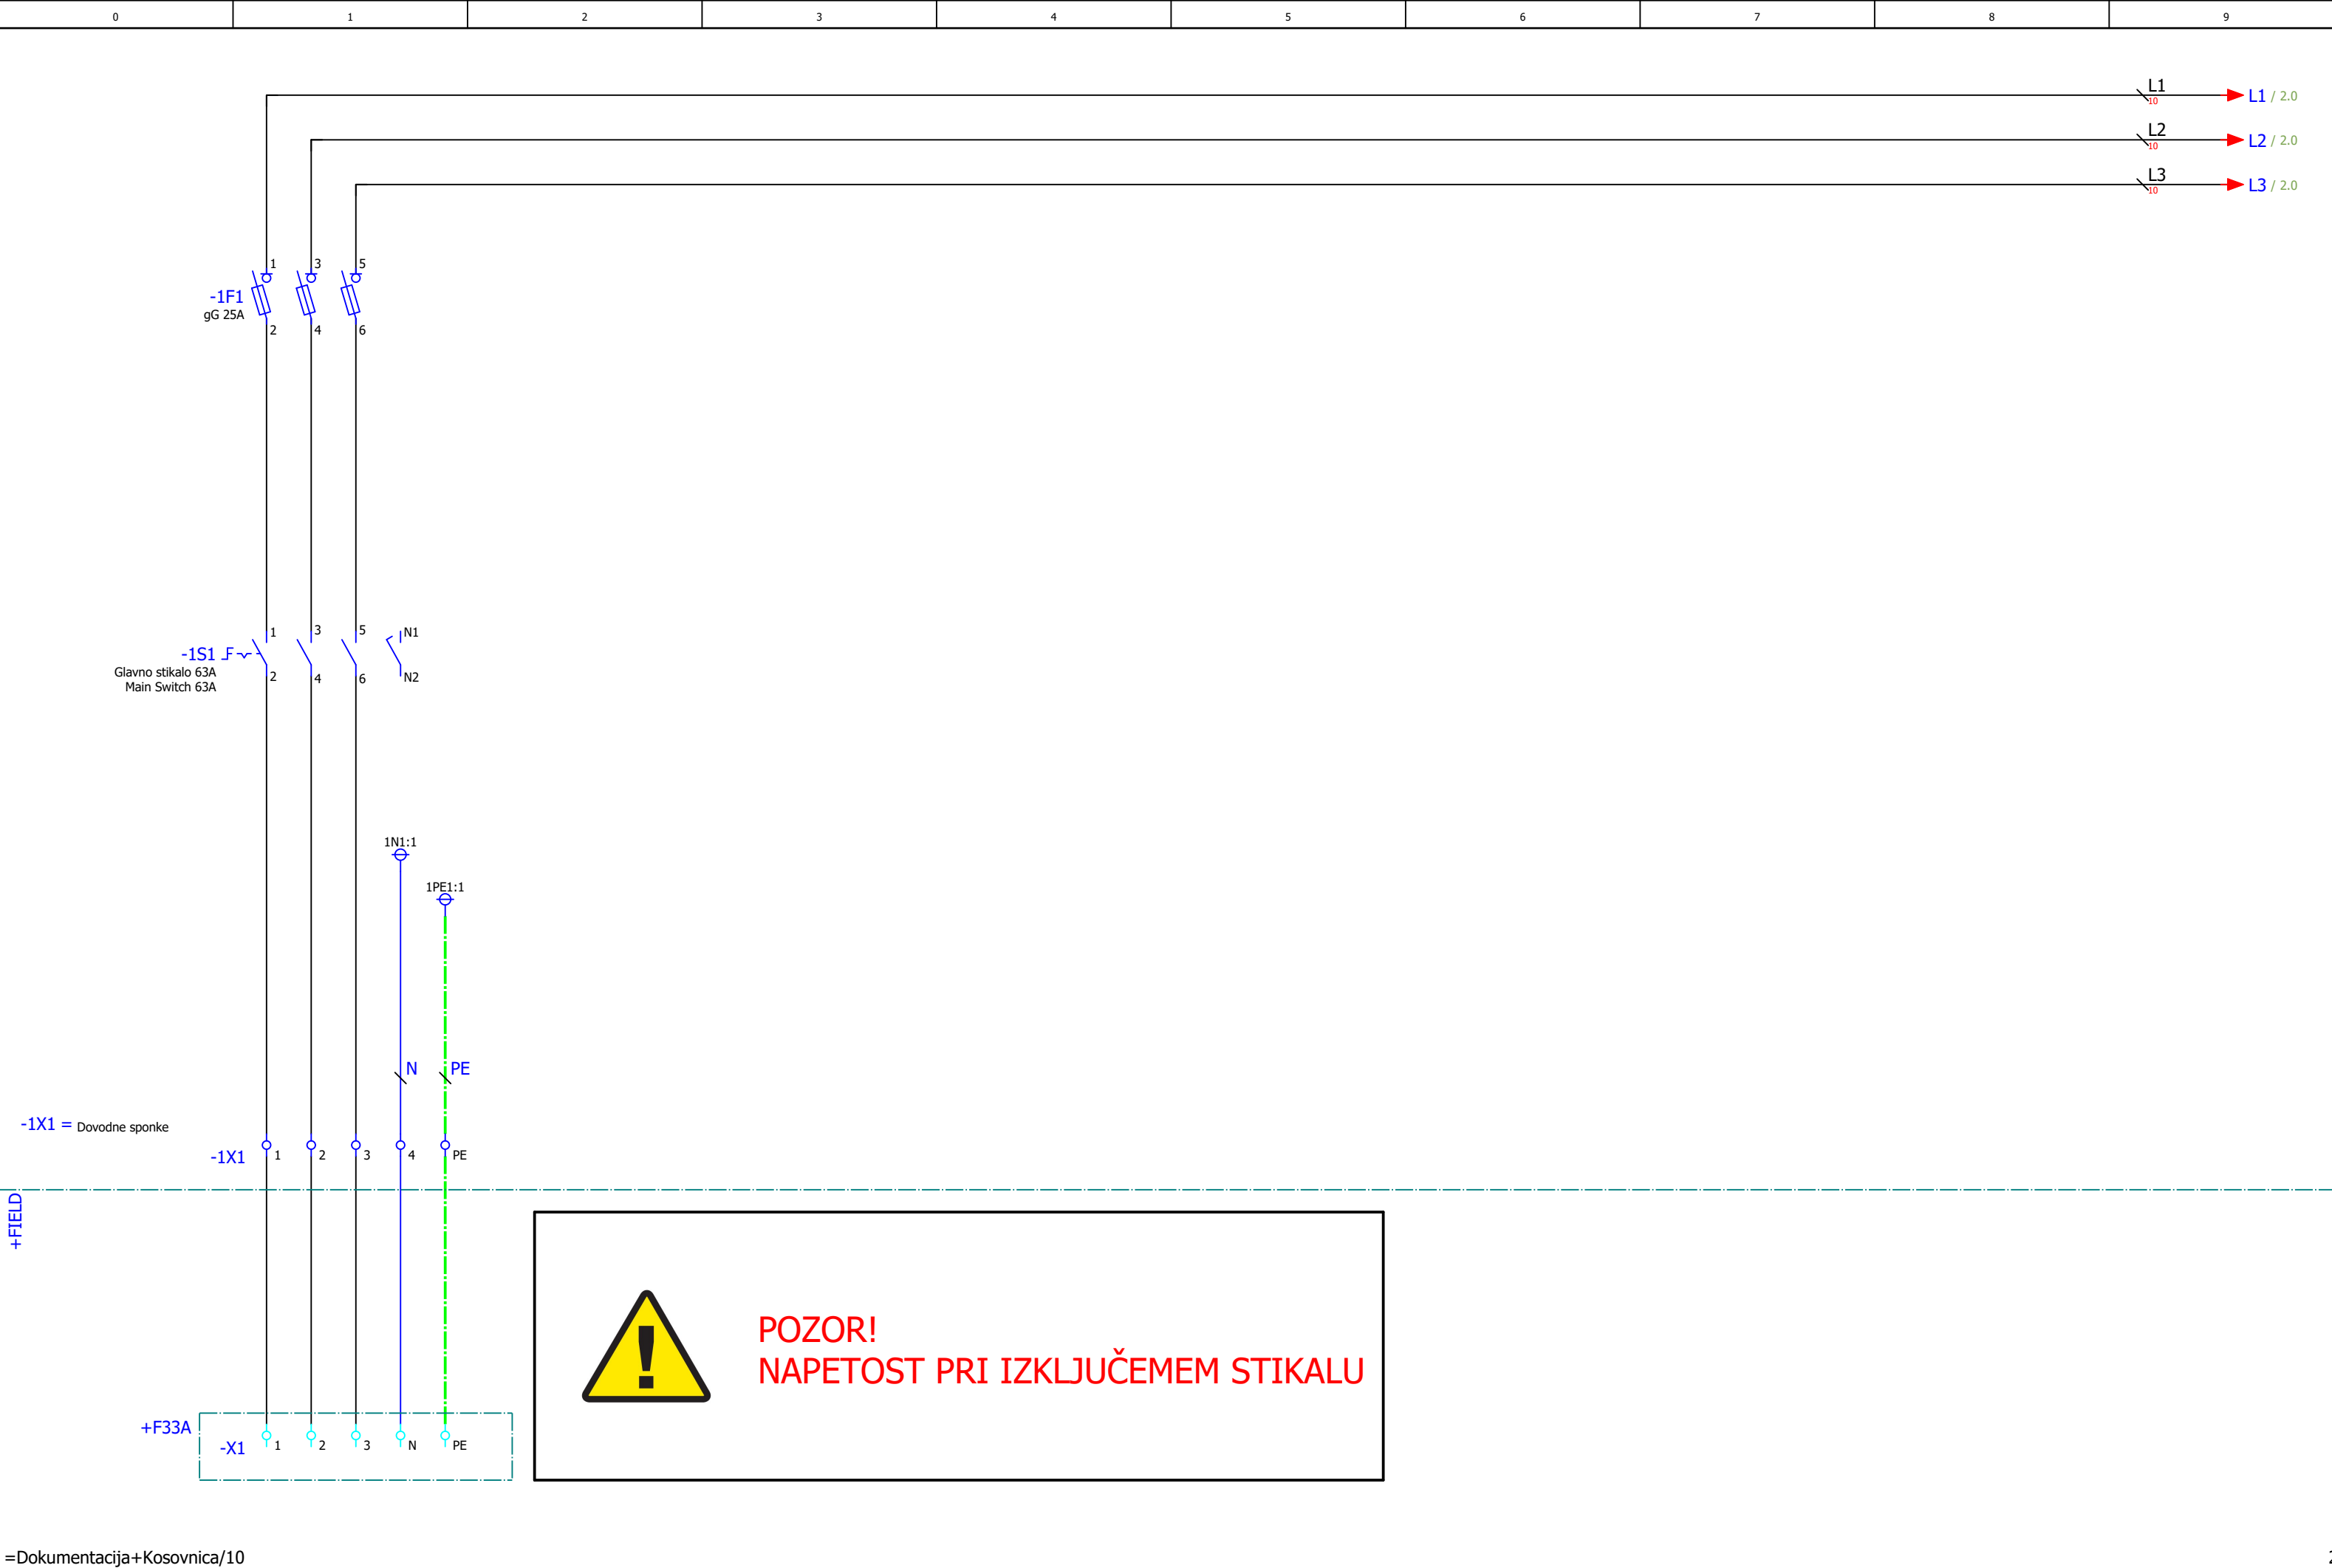 0 1 2 3 4 5 6 7 8 9
L1
10
L1 / 2.0
L2
10
L2 / 2.0
L3
10
L3 / 2.0
1 3 5
-1F1
gG 25A
2 4 6
1 3 5 N1
-1S1
Glavno stikalo 63A
Main Switch 63A
2 4 6 N2
1N1:1
1PE1:1
N PE
-1X1 = Dovodne sponke
-1X1 1 2 3 4 PE
+FIELD
POZOR!
NAPETOST PRI IZKLJUČEMEM STIKALU
+F33A
-X1 1 2 3 N PE
=Dokumentacija+Kosovnica/10